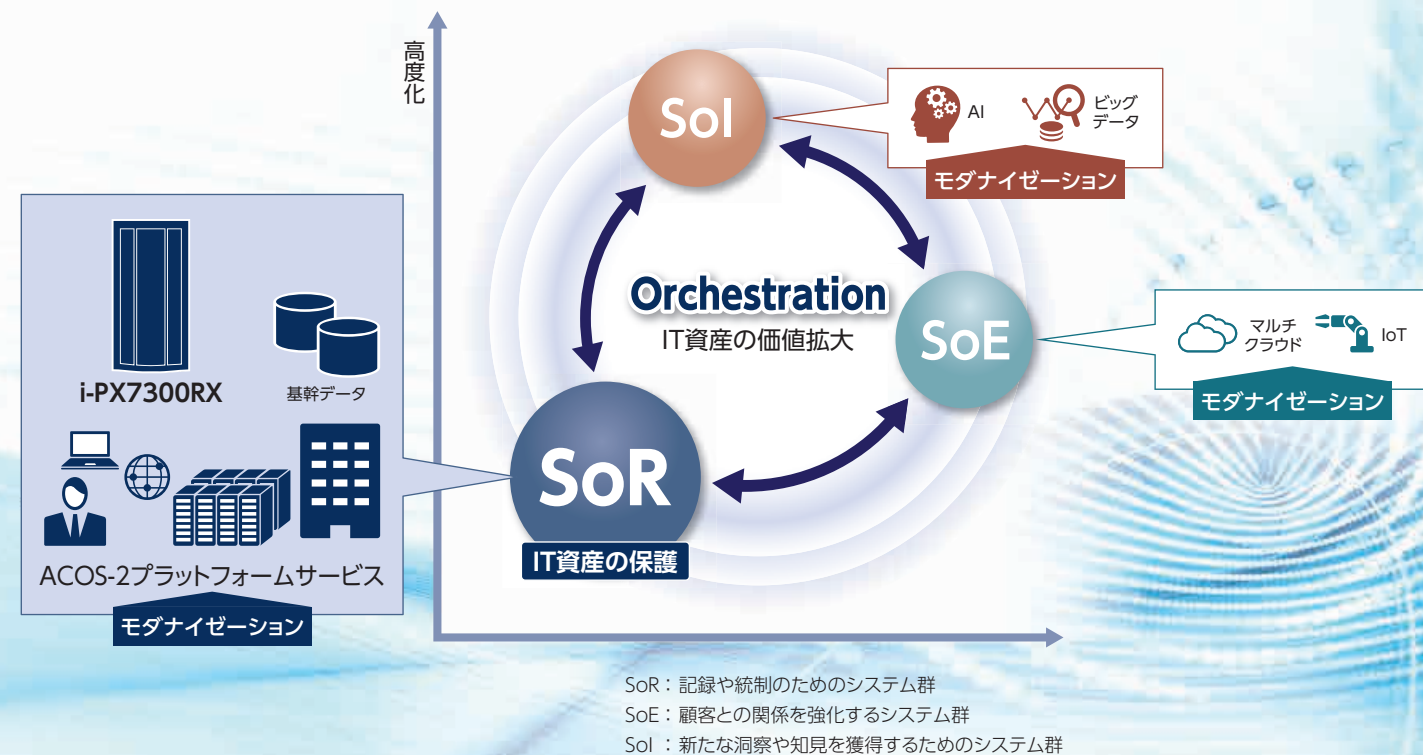 高度化
SoI
AI
ビッグ
データ
モダナイゼーション
Orchestration
IT資産の価値拡大
SoE
マルチ
クラウド
IoT
モダナイゼーション
i-PX7300RX
基幹データ
SoR
IT資産の保護
ACOS-2プラットフォームサービス
モダナイゼーション
SoR：記録や統制のためのシステム群
SoE：顧客との関係を強化するシステム群
SoI ：新たな洞察や知見を獲得するためのシステム群